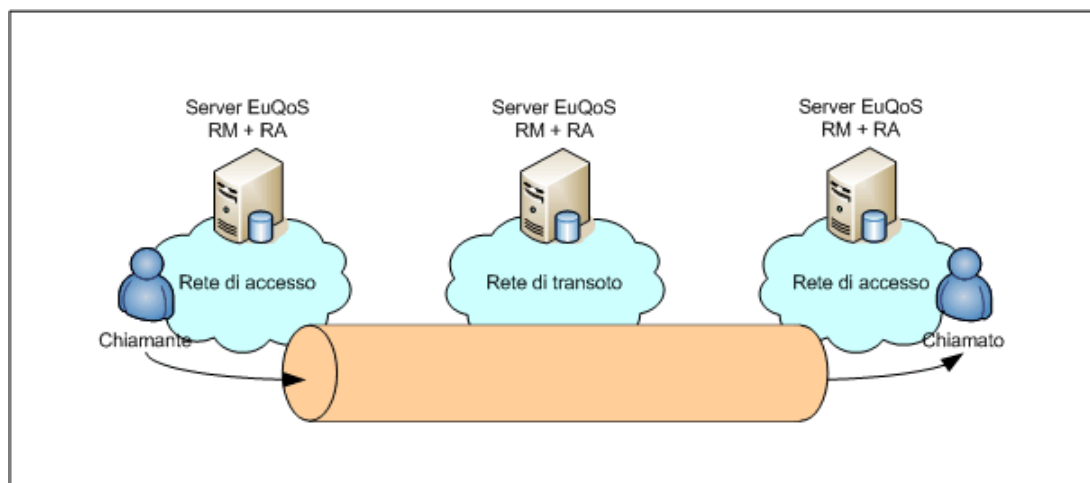 Server EuQoS
RM + RA
Server EuQoS
RM + RA
Server EuQoS
RM + RA
Rete di accesso
Rete di transoto
Rete di accesso
Chiamante
Chiamato